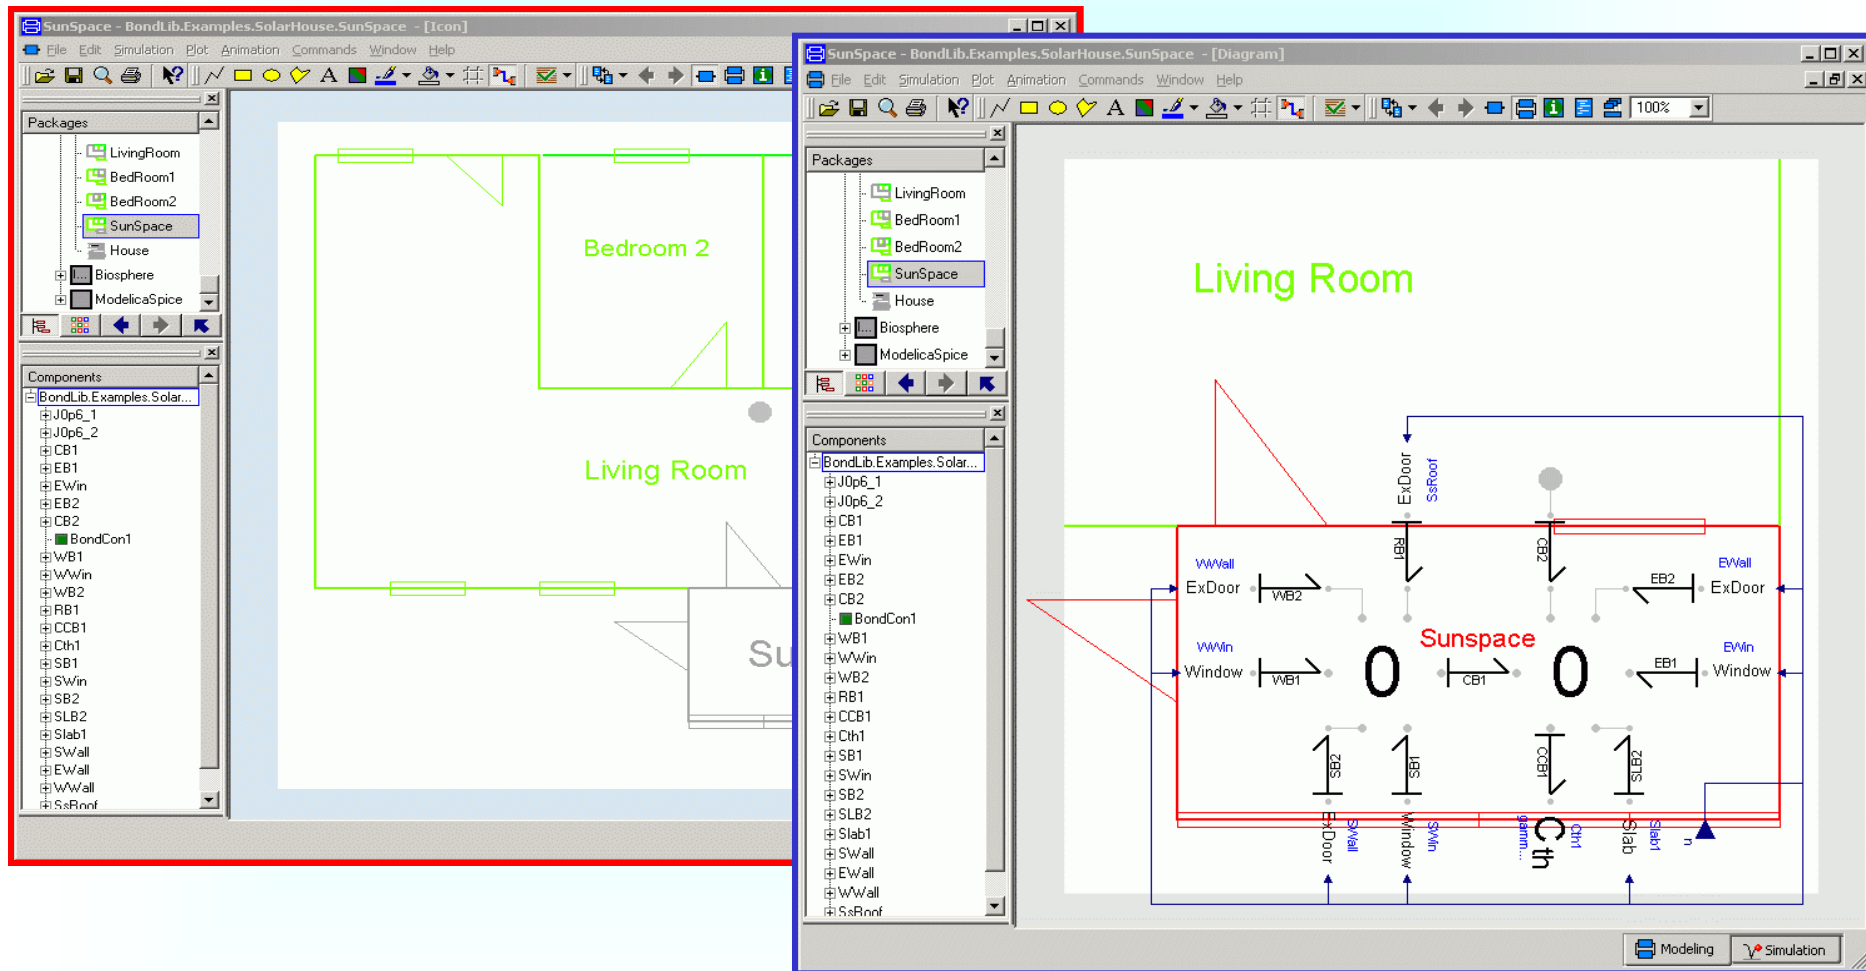 SunSpace - BondLib.Examples.SolarHouse.SunSpace - [Icon]
File Edit Simulation Plot Animation Commands Window Help
Packages
LivingRoom
BedRoom1
BedRoom2
SunSpace
House
Biosphere
ModelicaSpice
Components
BondLib.Examples.Solar...
J0p6_1
J0p6_2
CB1
EB1
EWin
EB2
CB2
BondCon1
WB1
WWin
WB2
RB1
CCB1
Cth1
SB1
SWin
SB2
SLB2
Slab1
SWall
EWall
WWall
SsRoof
Bedroom 2
Living Room
Su
SunSpace - BondLib.Examples.SolarHouse.SunSpace - [Diagram]
File Edit Simulation Plot Animation Commands Window Help
100%
Packages
LivingRoom
BedRoom1
BedRoom2
SunSpace
House
Biosphere
ModelicaSpice
Components
BondLib.Examples.Solar...
J0p6_1
J0p6_2
CB1
EB1
EWin
EB2
CB2
BondCon1
WB1
WWin
WB2
RB1
CCB1
Cth1
SB1
SWin
SB2
SLB2
Slab1
SWall
EWall
WWall
SsRoof
Living Room
ExDoor
SsRoof
RB1
CB2
WWall
ExDoor
WB2
EB2
EWall
ExDoor
Sunspace
WWin
Window
WB1
0
CB1
0
EB1
EWin
Window
SB2
SB1
CCB1
SLB2
ExDoor
SWall
Window
SWin
gamm...
Cth
Cth1
Slab
Slab1
n
Modeling
Simulation